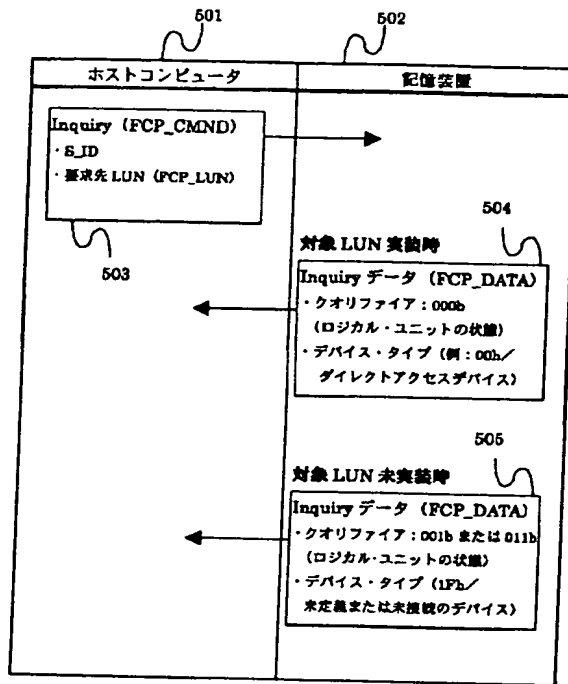 501
502
ホストコンピュータ
記憶装置
Inquiry (FCP_CMND)
・S_ID
・要求先 LUN (FCP_LUN)
503
504
対象 LUN 実装時
Inquiry データ (FCP_DATA)
・クオリファイア:000b
(ロジカル・ユニットの状態)
・デバイス・タイプ (例:00h/
ダイレクトアクセスデバイス)
505
対象 LUN 未実装時
Inquiry データ (FCP_DATA)
・クオリファイア:001b または 011b
(ロジカル・ユニットの状態)
・デバイス・タイプ (1Fh/
未定義または未接続のデバイス)